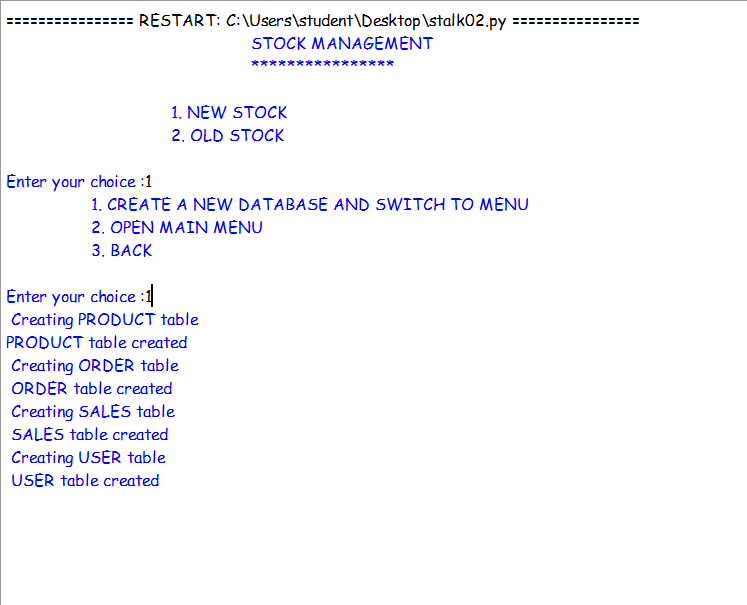 ================ RESTART: C:\Users\student\Desktop\stalk02.py ================
STOCK MANAGEMENT
****************
1. NEW STOCK
2. OLD STOCK
Enter your choice :1
1. CREATE A NEW DATABASE AND SWITCH TO MENU
2. OPEN MAIN MENU
3. BACK
Enter your choice :1
Creating PRODUCT table
PRODUCT table created
Creating ORDER table
ORDER table created
Creating SALES table
SALES table created
Creating USER table
USER table created